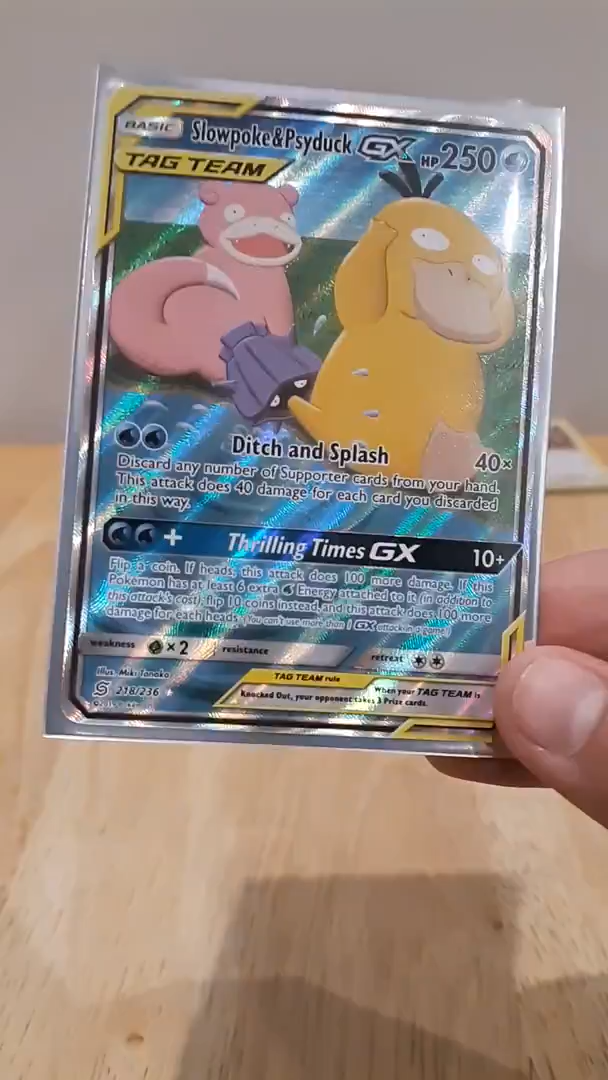 BASIC Slowpoke&Psyduck GX HP 250
TAG TEAM
Ditch and Splash 40×
Discard any number of Supporter cards from your hand.
This attack does 40 damage for each card you discarded
in this way.
+ Thrilling Times GX 10+
Flip a coin. If heads, this attack does 100 more damage. If this
Pokémon has at least 6 extra Energy attached to it (in addition to
this attack's cost), flip 10 coins instead, and this attack does 100 more
damage for each heads. (You can't use more than 1 GX attack in a game.)
weakness ×2 resistance retreat
Illus. Miki Tanaka
218/236
TAG TEAM rule
When your TAG TEAM is
Knocked Out, your opponent takes 3 Prize cards.